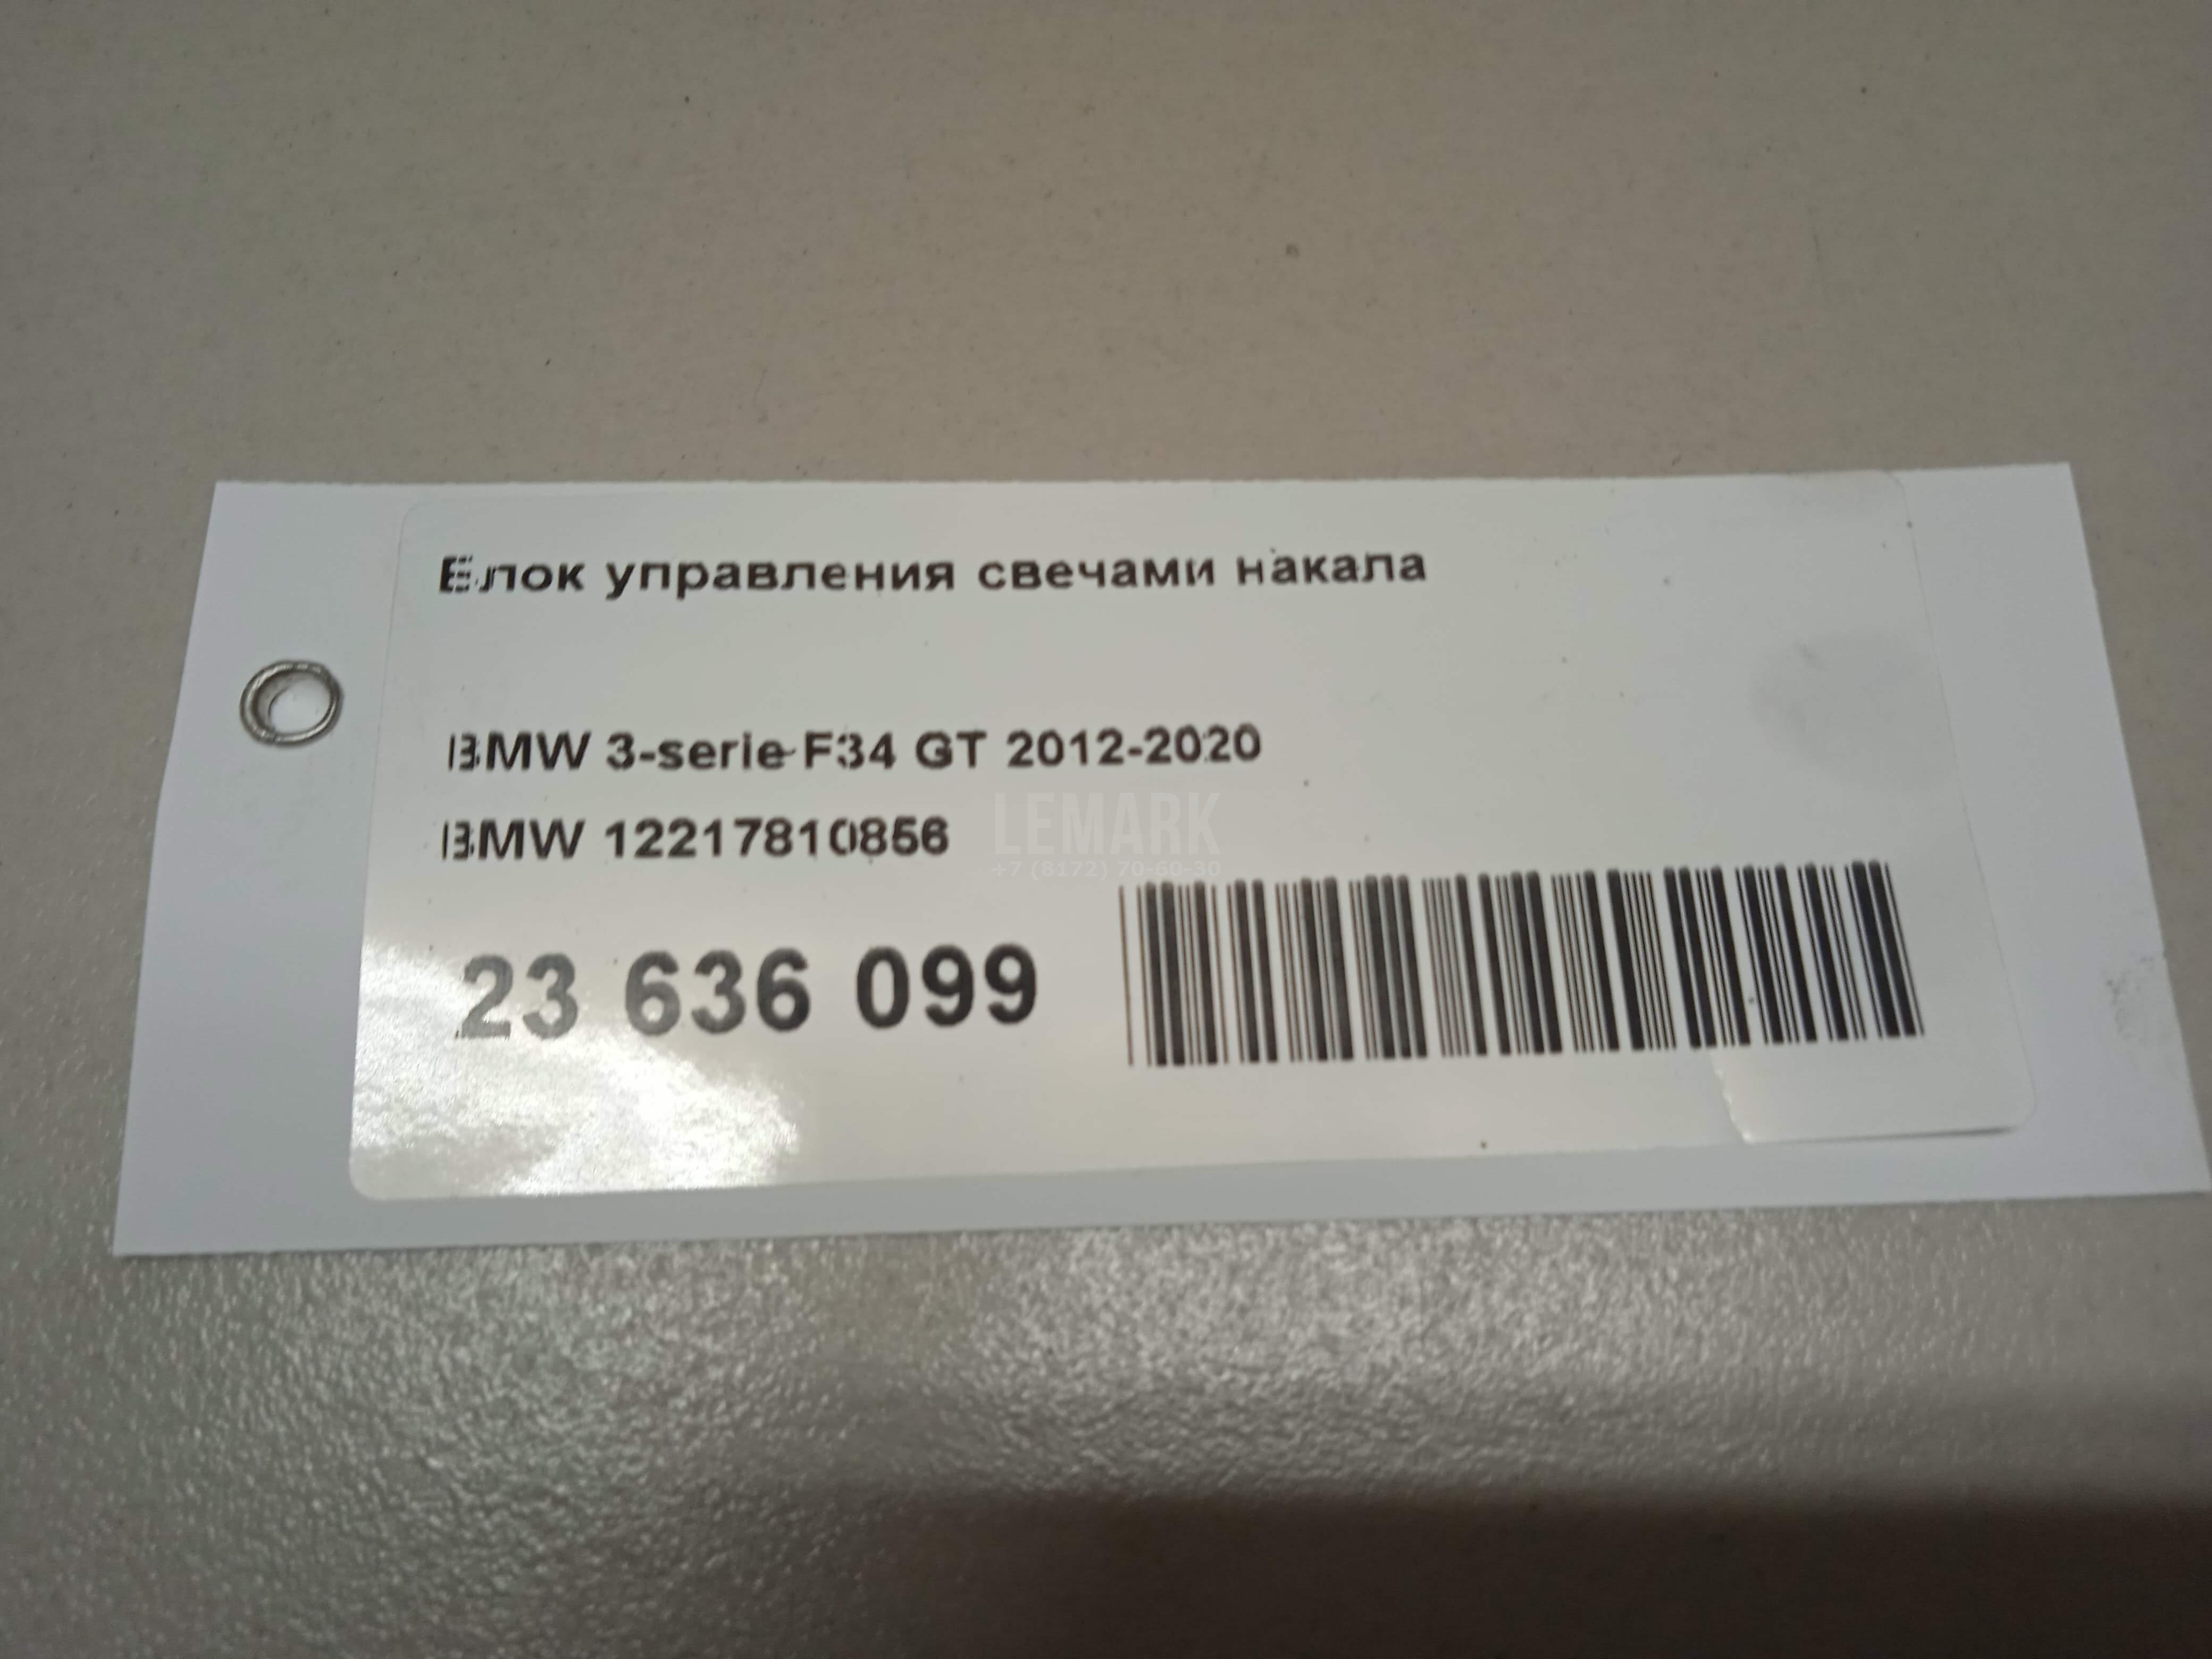 Блок управления свечами накала
BMW 3-serie F34 GT 2012-2020
BMW 12217810856
LEMARK
+7 (8172) 70-60-30
23 636 099